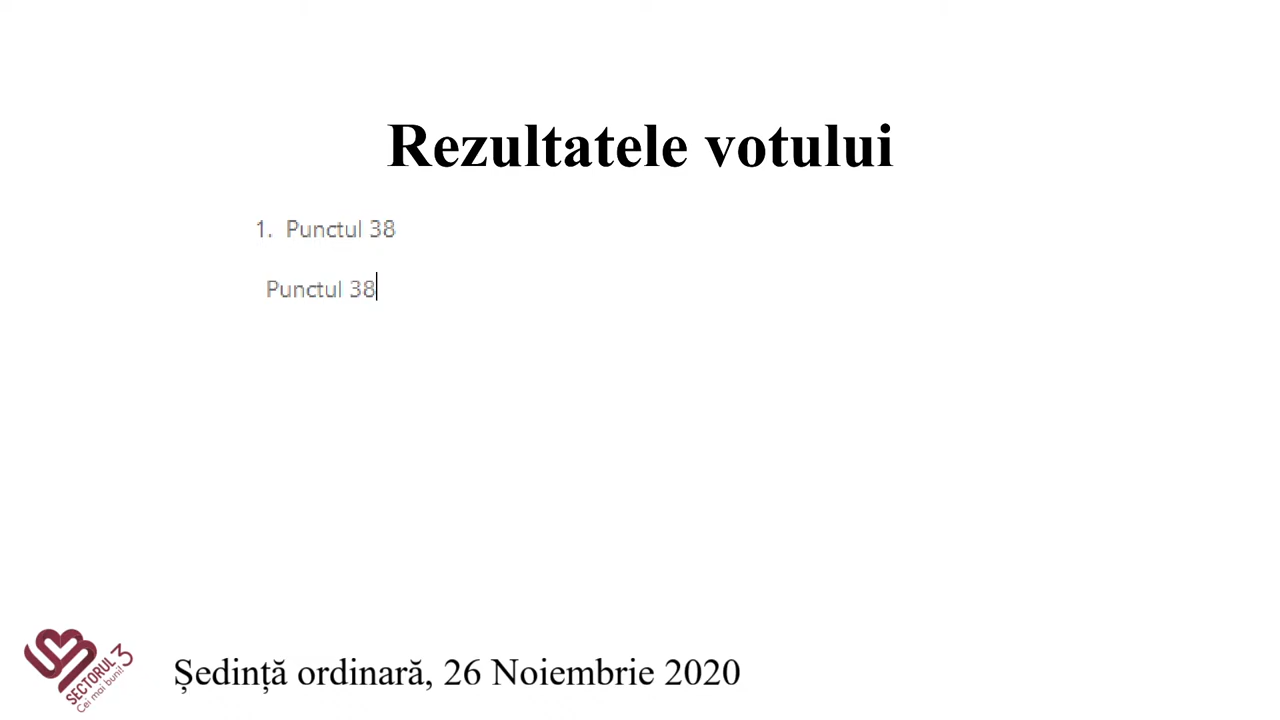 Rezultatele votului
1. Punctul 38
Punctul 38
SECTORUL 3
Cei mai buni!
Ședință ordinară, 26 Noiembrie 2020